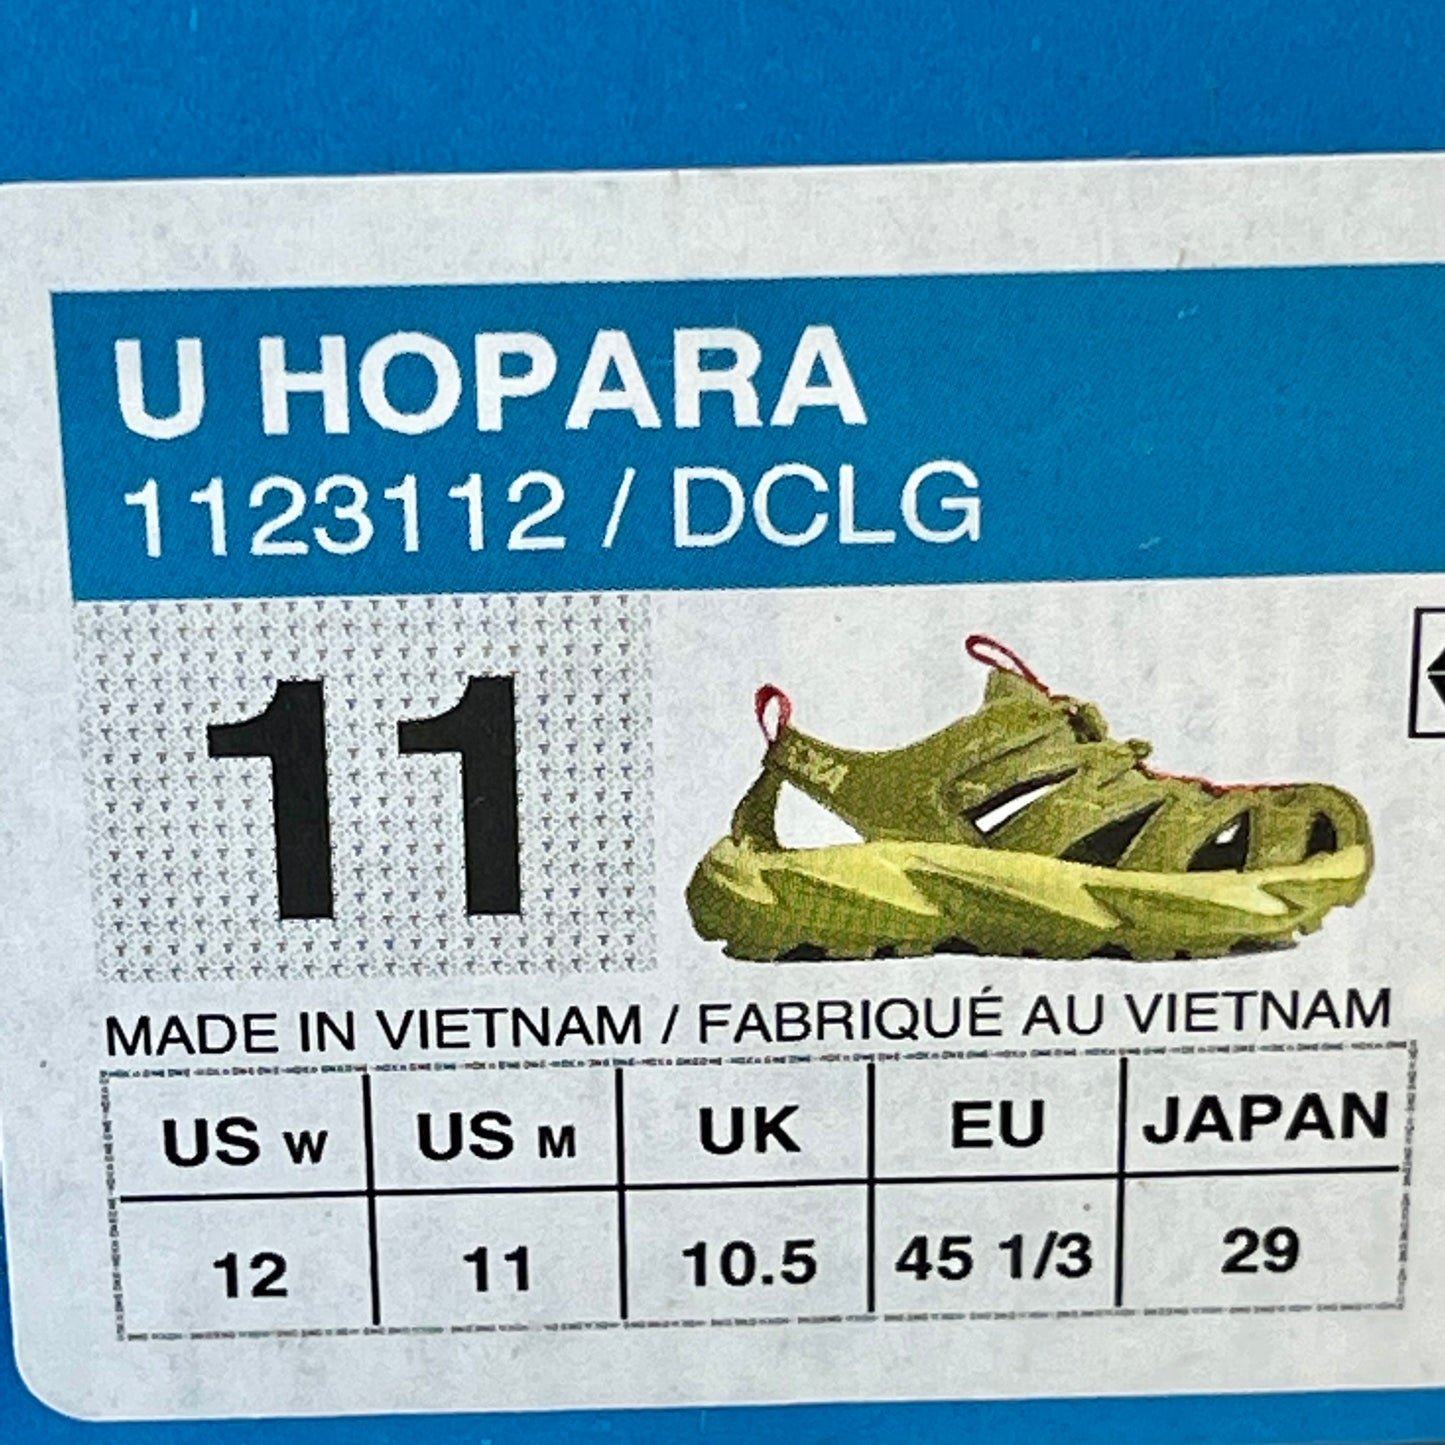 U HOPARA
1123112 / DCLG
11
MADE IN VIETNAM / FABRIQUÉ AU VIETNAM
US W US M UK EU JAPAN
12 11 10.5 45 1/3 29